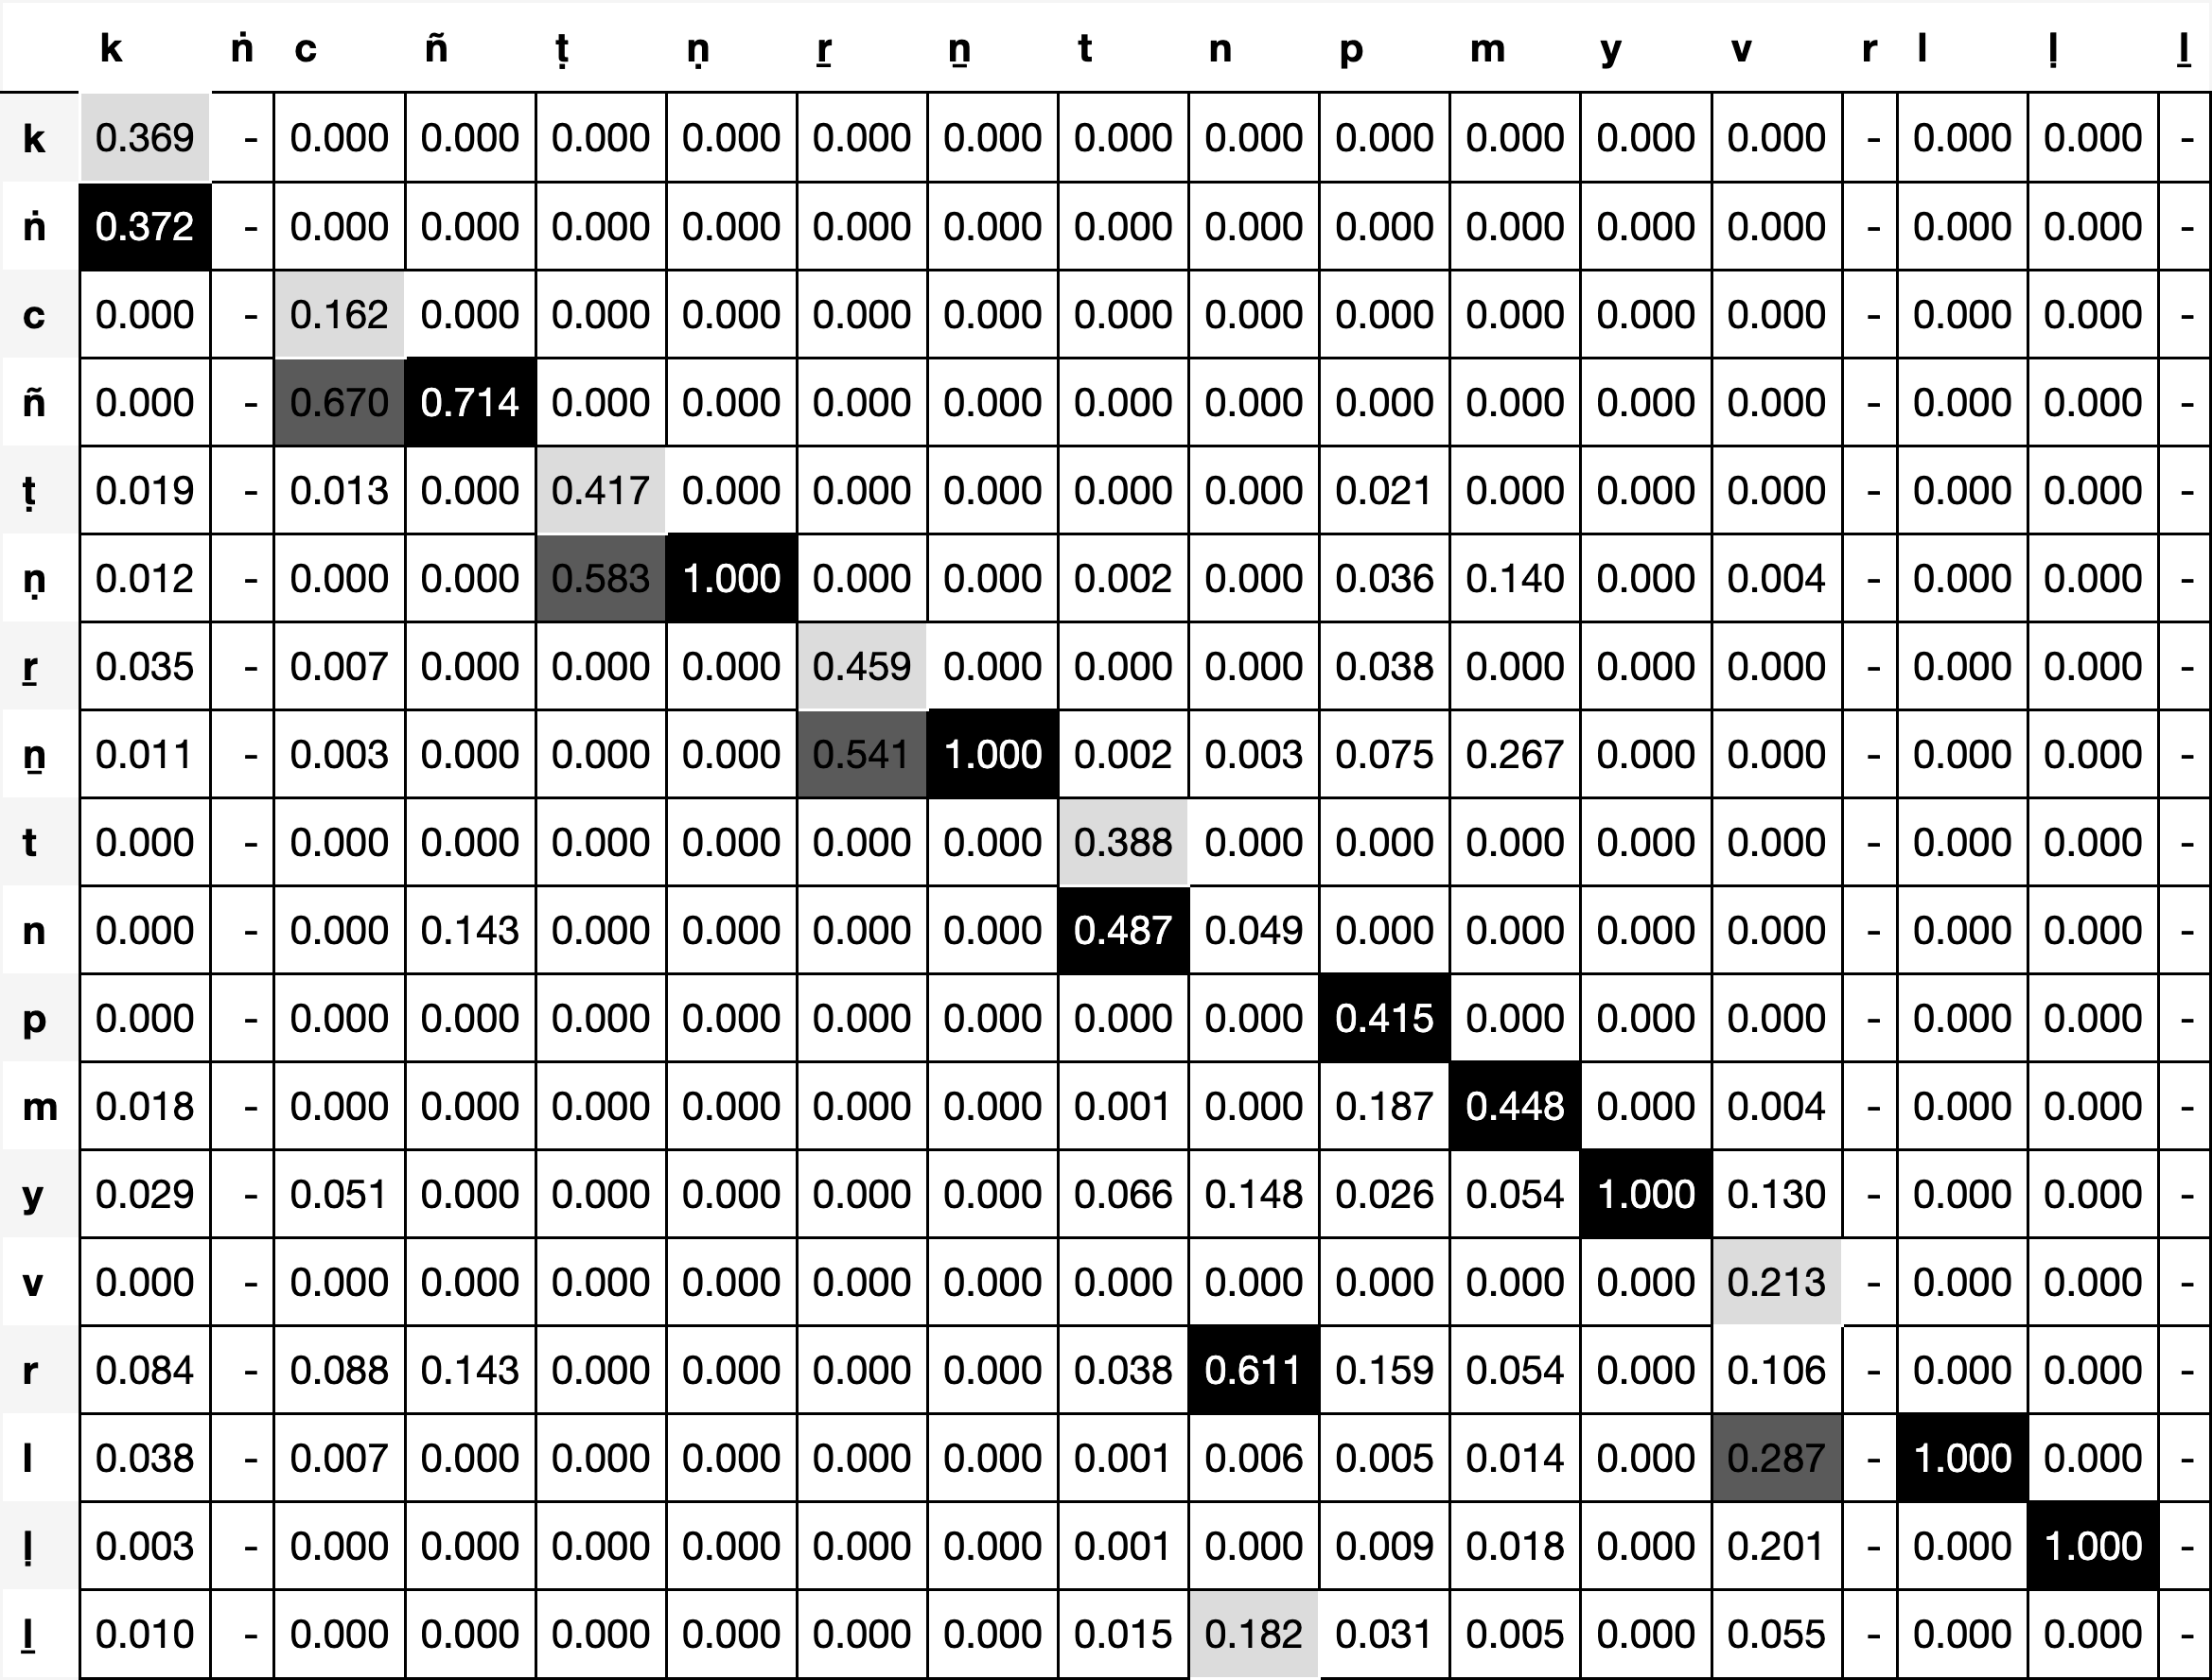 k ṅ c ñ ṭ ṇ ṟ ṉ t n p m y v r l ḷ ḻ
k 0.369 - 0.000 0.000 0.000 0.000 0.000 0.000 0.000 0.000 0.000 0.000 0.000 0.000 - 0.000 0.000 -
ṅ 0.372 - 0.000 0.000 0.000 0.000 0.000 0.000 0.000 0.000 0.000 0.000 0.000 0.000 - 0.000 0.000 -
c 0.000 - 0.162 0.000 0.000 0.000 0.000 0.000 0.000 0.000 0.000 0.000 0.000 0.000 - 0.000 0.000 -
ñ 0.000 - 0.670 0.714 0.000 0.000 0.000 0.000 0.000 0.000 0.000 0.000 0.000 0.000 - 0.000 0.000 -
ṭ 0.019 - 0.013 0.000 0.417 0.000 0.000 0.000 0.000 0.000 0.021 0.000 0.000 0.000 - 0.000 0.000 -
ṇ 0.012 - 0.000 0.000 0.583 1.000 0.000 0.000 0.002 0.000 0.036 0.140 0.000 0.004 - 0.000 0.000 -
ṟ 0.035 - 0.007 0.000 0.000 0.000 0.459 0.000 0.000 0.000 0.038 0.000 0.000 0.000 - 0.000 0.000 -
ṉ 0.011 - 0.003 0.000 0.000 0.000 0.541 1.000 0.002 0.003 0.075 0.267 0.000 0.000 - 0.000 0.000 -
t 0.000 - 0.000 0.000 0.000 0.000 0.000 0.000 0.388 0.000 0.000 0.000 0.000 0.000 - 0.000 0.000 -
n 0.000 - 0.000 0.143 0.000 0.000 0.000 0.000 0.487 0.049 0.000 0.000 0.000 0.000 - 0.000 0.000 -
p 0.000 - 0.000 0.000 0.000 0.000 0.000 0.000 0.000 0.000 0.415 0.000 0.000 0.000 - 0.000 0.000 -
m 0.018 - 0.000 0.000 0.000 0.000 0.000 0.000 0.001 0.000 0.187 0.448 0.000 0.004 - 0.000 0.000 -
y 0.029 - 0.051 0.000 0.000 0.000 0.000 0.000 0.066 0.148 0.026 0.054 1.000 0.130 - 0.000 0.000 -
v 0.000 - 0.000 0.000 0.000 0.000 0.000 0.000 0.000 0.000 0.000 0.000 0.000 0.213 - 0.000 0.000 -
r 0.084 - 0.088 0.143 0.000 0.000 0.000 0.000 0.038 0.611 0.159 0.054 0.000 0.106 - 0.000 0.000 -
l 0.038 - 0.007 0.000 0.000 0.000 0.000 0.000 0.001 0.006 0.005 0.014 0.000 0.287 - 1.000 0.000 -
ḷ 0.003 - 0.000 0.000 0.000 0.000 0.000 0.000 0.001 0.000 0.009 0.018 0.000 0.201 - 0.000 1.000 -
ḻ 0.010 - 0.000 0.000 0.000 0.000 0.000 0.000 0.015 0.182 0.031 0.005 0.000 0.055 - 0.000 0.000 -